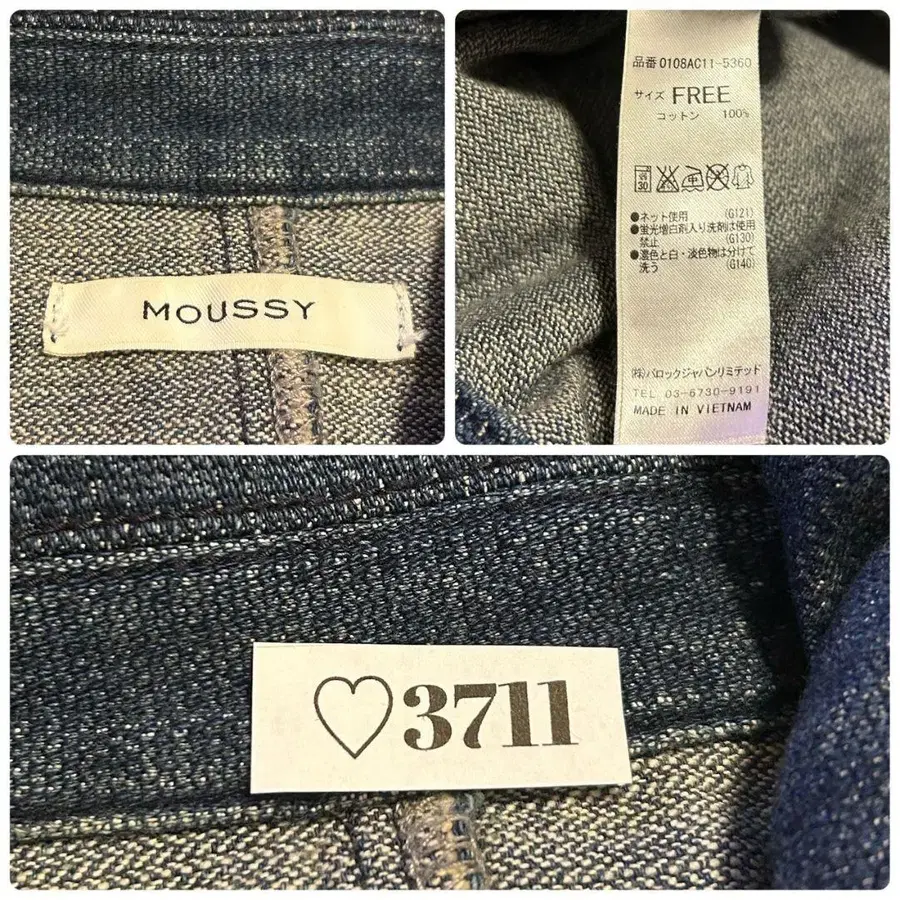 MOUSSY
品番 0108AC11-5360
サイズ FREE
コットン 100%
●ネット使用 (G121)
●蛍光増白剤入り洗剤は使用
禁止 (G130)
●濃色と白・淡色物は分けて
洗う (G140)
(株)バロックジャパンリミテッド
TEL 03-6730-9191
MADE IN VIETNAM
♡3711